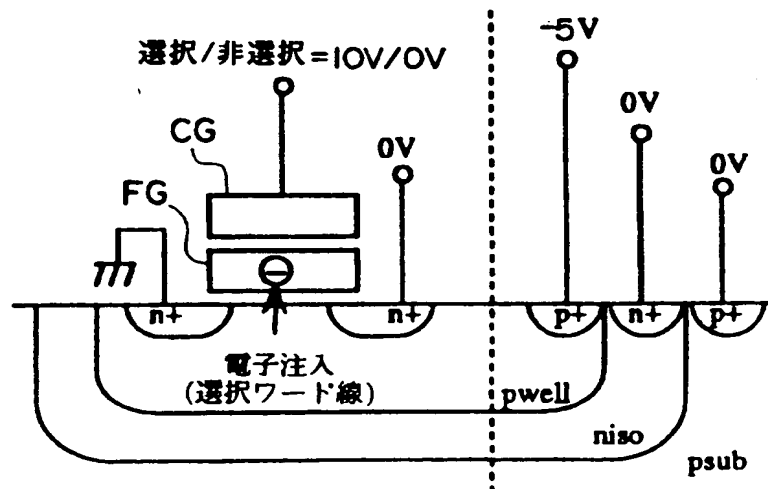 選択/非選択=10V/0V
-5V
0V
0V
0V
CG
FG
n+
n+
p+
n+
p+
電子注入
(選択ワード線)
pwell
niso
psub